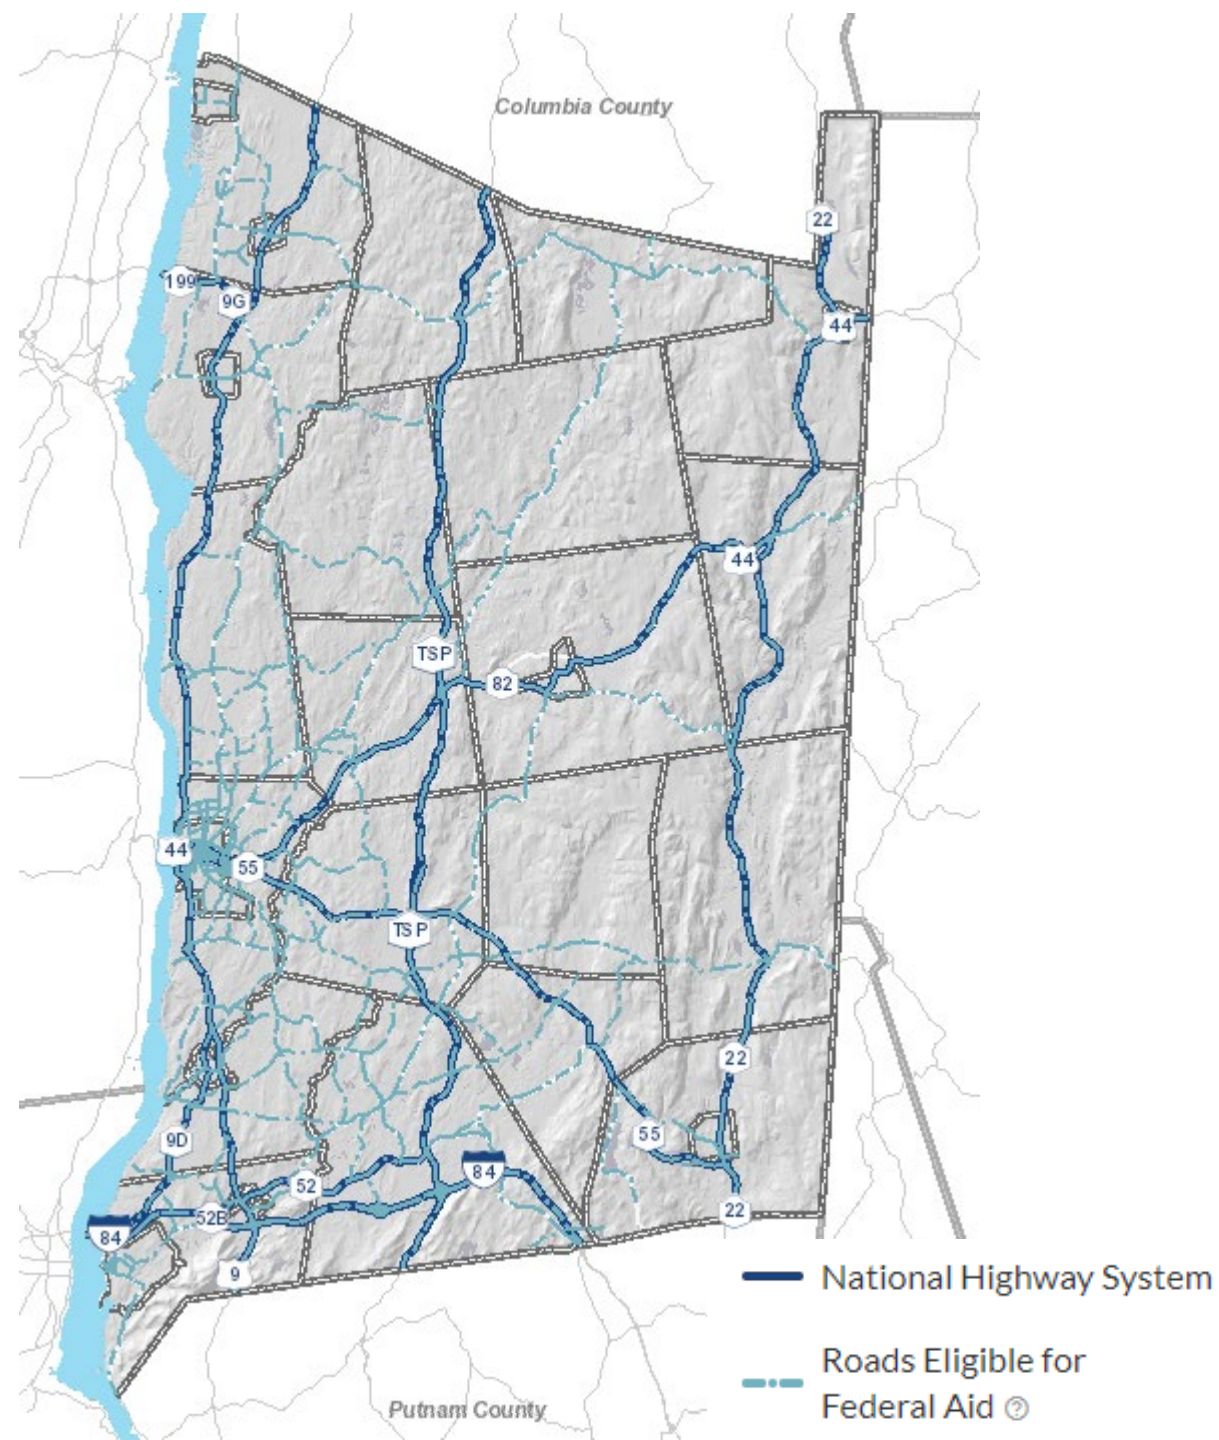 Columbia County
22
199
9G
44
44
TSP
82
44
55
TSP
22
55
9D
84
52
52B
22
84
9
National Highway System
Roads Eligible for
Federal Aid ?
Putnam County